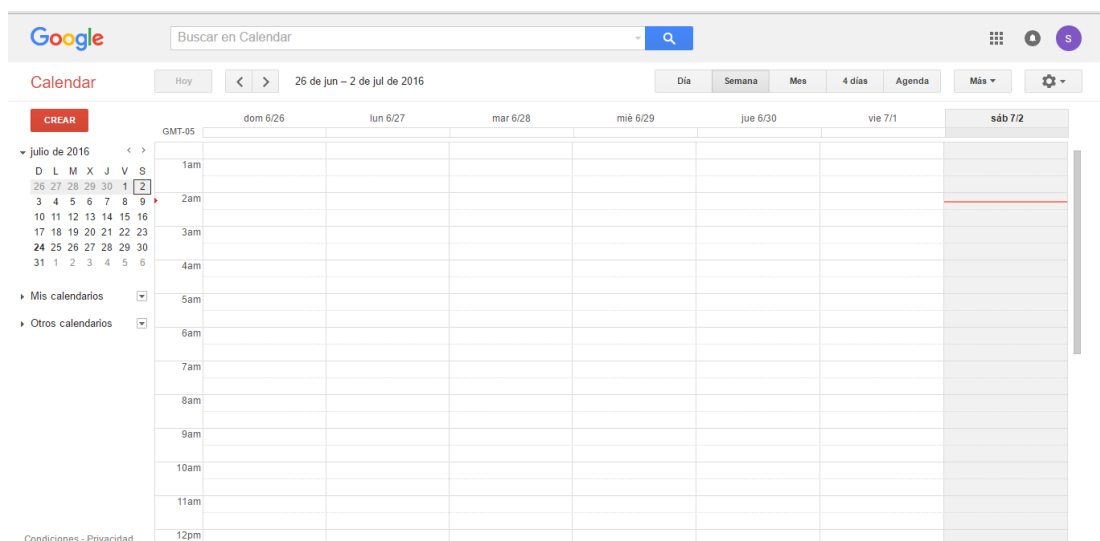 Google
Buscar en Calendar
S
Calendar
Hoy
26 de jun – 2 de jul de 2016
Día Semana Mes 4 días Agenda
Más
CREAR
dom 6/26 lun 6/27 mar 6/28 mié 6/29 jue 6/30 vie 7/1 sáb 7/2
GMT-05
julio de 2016
D L M X J V S
26 27 28 29 30 1 2
3 4 5 6 7 8 9
10 11 12 13 14 15 16
17 18 19 20 21 22 23
24 25 26 27 28 29 30
31 1 2 3 4 5 6
Mis calendarios
Otros calendarios
1am
2am
3am
4am
5am
6am
7am
8am
9am
10am
11am
12pm
Condiciones - Privacidad